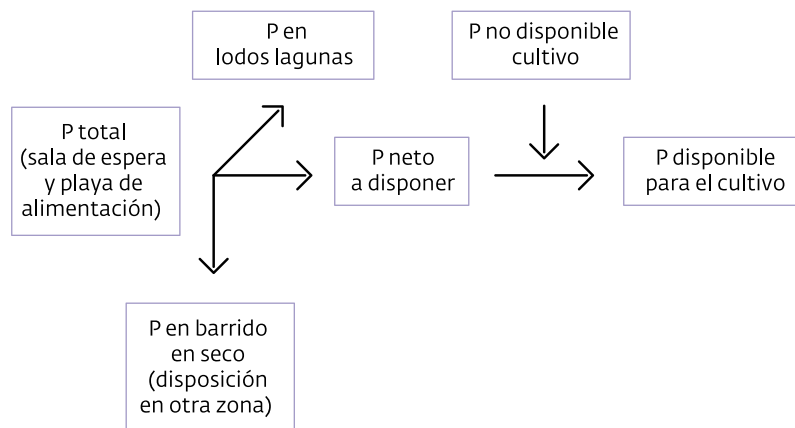 P en
lodos lagunas
P no disponible
cultivo
P total
(sala de espera
y playa de
alimentación)
P neto
a disponer
P disponible
para el cultivo
P en barrido
en seco
(disposición
en otra zona)